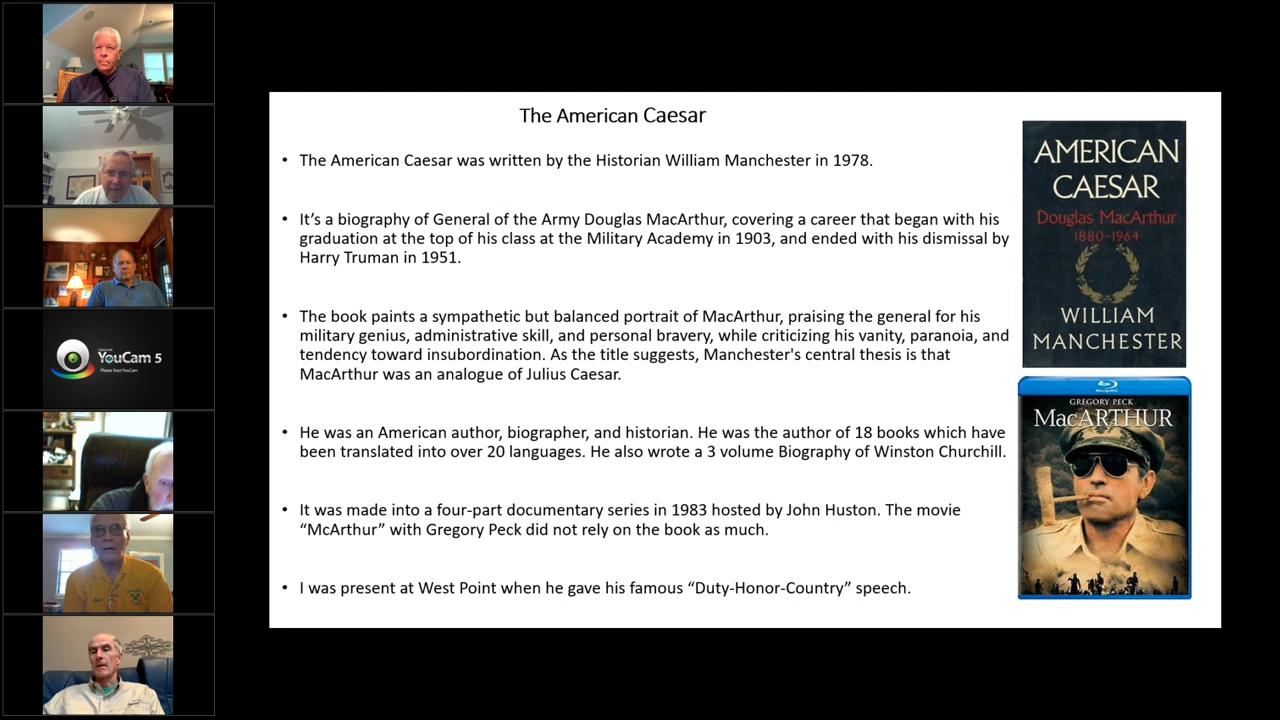 YouCam 5
The American Caesar
• The American Caesar was written by the Historian William Manchester in 1978.
• It’s a biography of General of the Army Douglas MacArthur, covering a career that began with his
graduation at the top of his class at the Military Academy in 1903, and ended with his dismissal by
Harry Truman in 1951.
• The book paints a sympathetic but balanced portrait of MacArthur, praising the general for his
military genius, administrative skill, and personal bravery, while criticizing his vanity, paranoia, and
tendency toward insubordination. As the title suggests, Manchester's central thesis is that
MacArthur was an analogue of Julius Caesar.
• He was an American author, biographer, and historian. He was the author of 18 books which have
been translated into over 20 languages. He also wrote a 3 volume Biography of Winston Churchill.
• It was made into a four-part documentary series in 1983 hosted by John Huston. The movie
“McArthur” with Gregory Peck did not rely on the book as much.
• I was present at West Point when he gave his famous “Duty-Honor-Country” speech.
AMERICAN
CAESAR
Douglas MacArthur
1880-1964
WILLIAM
MANCHESTER
GREGORY PECK
MacARTHUR